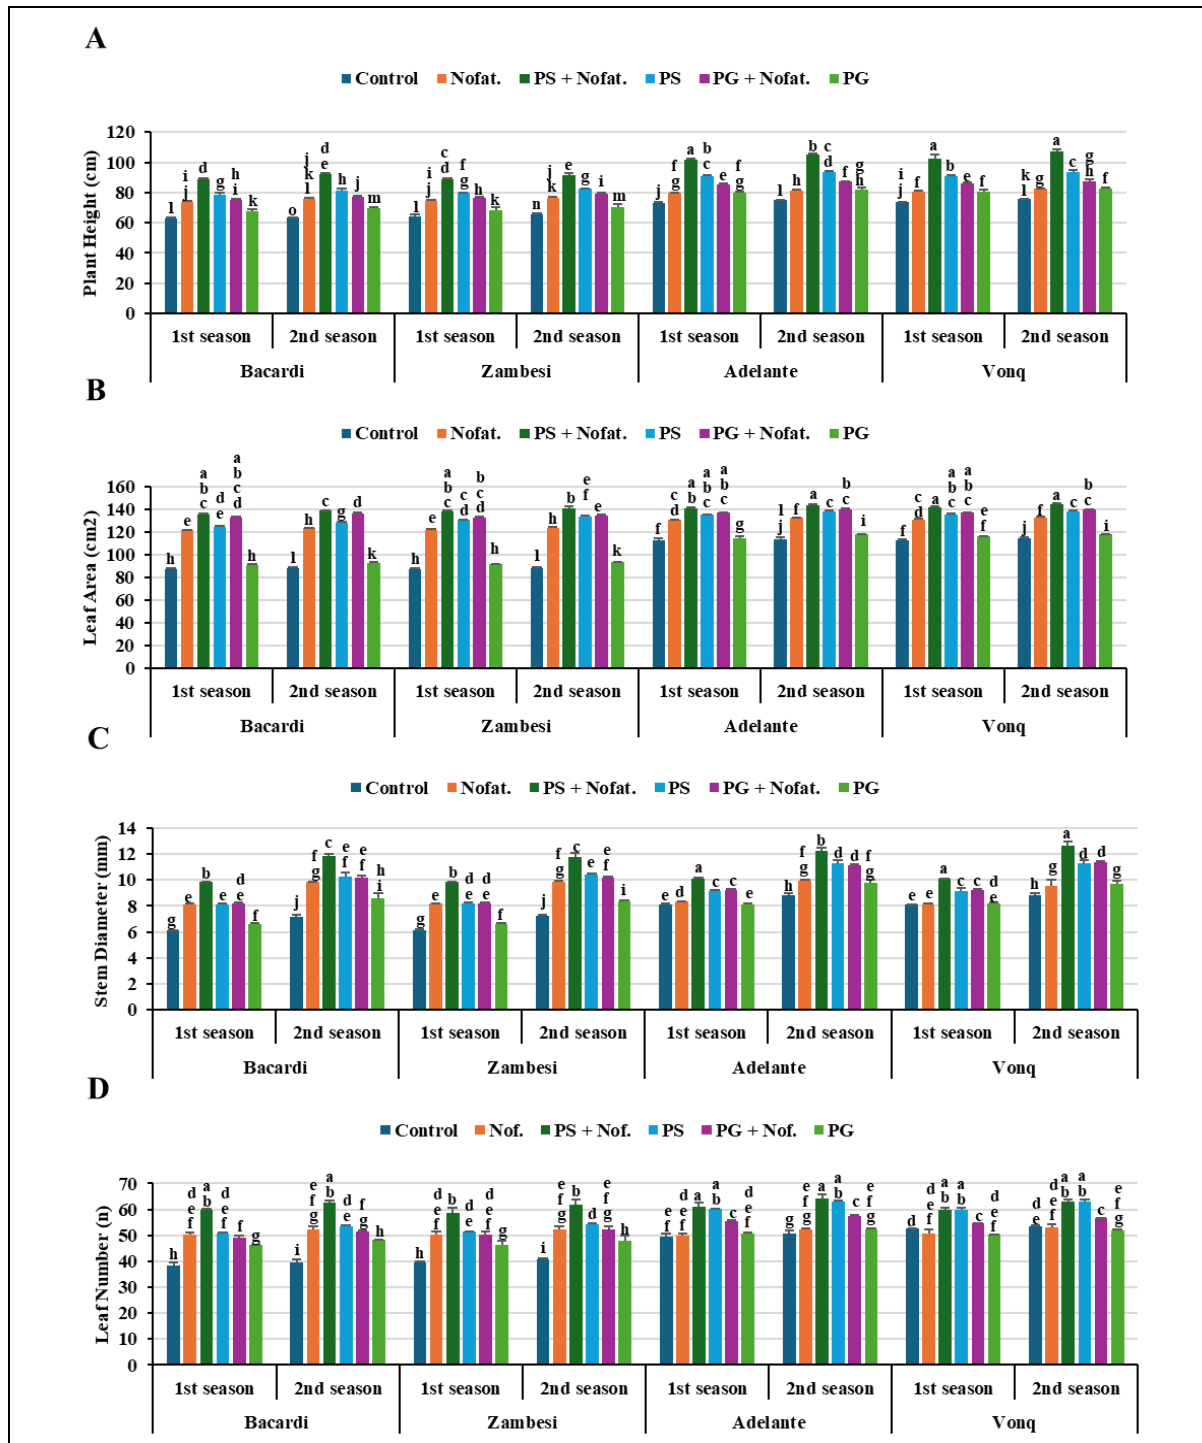 A
Control Nofat. PS + Nofat. PS PG + Nofat. PG
Plant Height (cm)
120
100
80
60
40
20
0
l i j d g h i k o j k l d e h j m l i j c d f g h k n j k e g i m j f g a b c e f g l h b c d f g h i j f a b e f k l g a c g h f
1st season 2nd season 1st season 2nd season 1st season 2nd season 1st season 2nd season
Bacardi Zambesi Adelante Vonq
B
Control Nofat. PS + Nofat. PS PG + Nofat. PG
Leaf Area (cm2)
160
140
120
100
80
60
40
20
0
h e a b c d e a b c d h l h c g d k h e a b c c d b c d h l h b e f e k f c d a b a b c a b c g l j f a c b c i f c d a a b c a b c e f j f a c b c i
1st season 2nd season 1st season 2nd season 1st season 2nd season 1st season 2nd season
Bacardi Zambesi Adelante Vonq
C
Control Nofat. PS + Nofat. PS PG + Nofat. PG
Stem Diameter (mm)
14
12
10
8
6
4
2
0
g e b e d e f j f g c e f e f h i g e b d e d e f j f g c e e f i e d a c c e h f g b d d f g e e a c c d e h g a d d g
1st season 2nd season 1st season 2nd season 1st season 2nd season 1st season 2nd season
Bacardi Zambesi Adelante Vonq
D
Control Nof. PS + Nof. PS PG + Nof. PG
Leaf Number (n)
70
60
50
40
30
20
10
0
h d e f a b d e f f g i e f g a b d e f g h h d e f b d e d e f g i e f g b d e f g h e f d e f a a b c d e f g e f g a a b c e f g d d e f a b a b c d e f d e d e f a b a b c e f g
1st season 2nd season 1st season 2nd season 1st season 2nd season 1st season 2nd season
Bacardi Zambesi Adelante Vonq